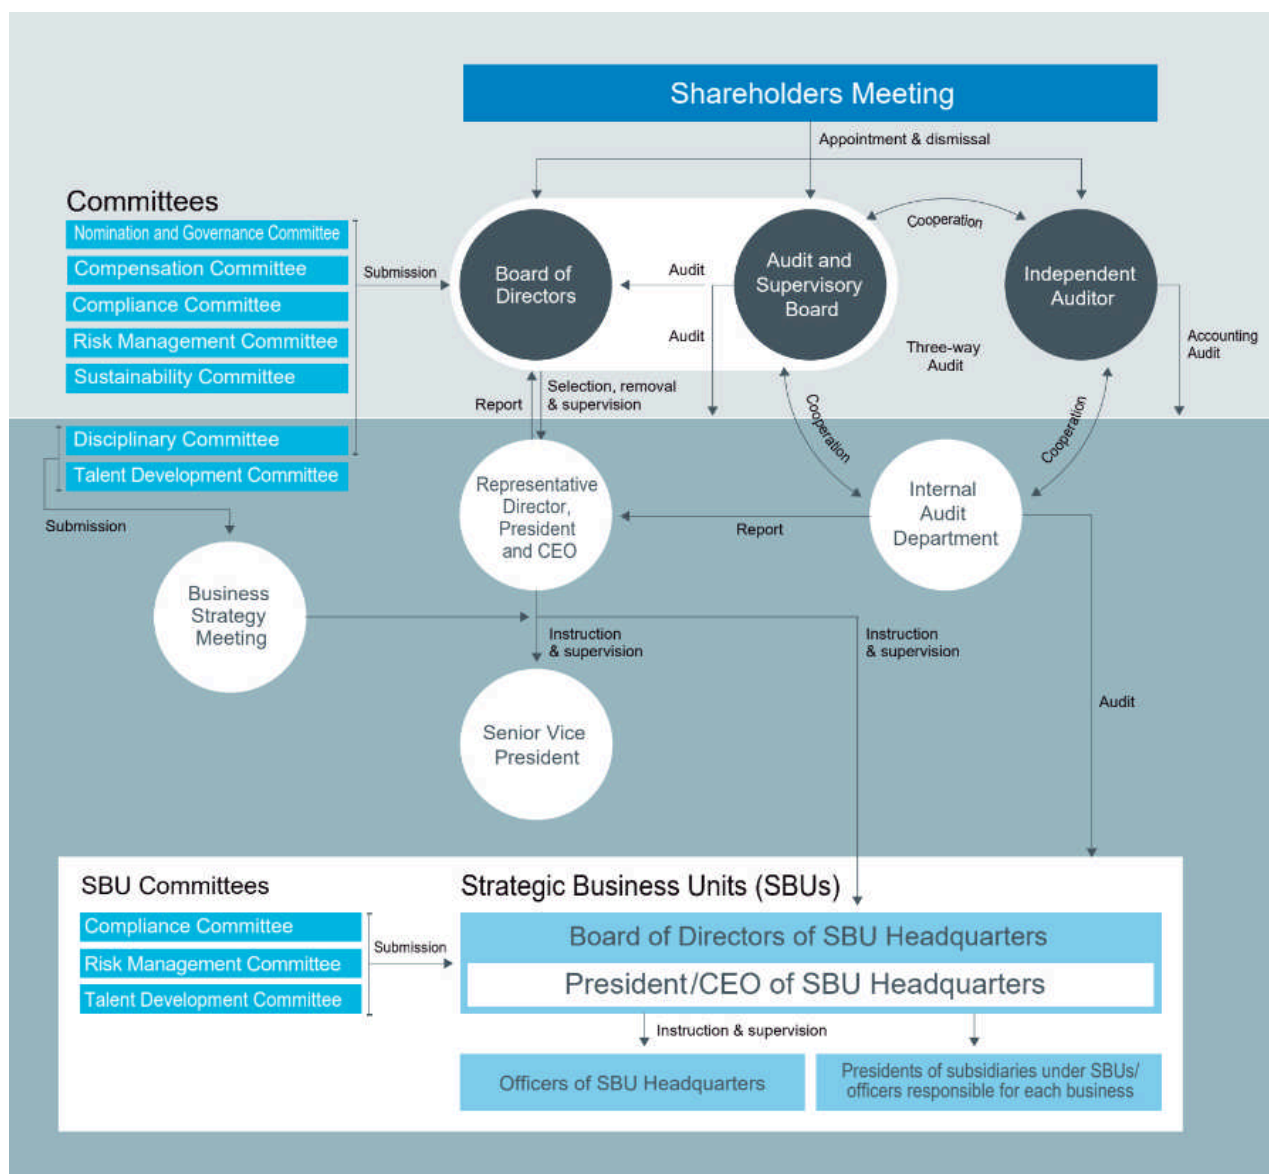 Shareholders Meeting
Appointment & dismissal
Committees
Nomination and Governance Committee
Compensation Committee
Compliance Committee
Risk Management Committee
Sustainability Committee
Disciplinary Committee
Talent Development Committee
Submission
Submission
Board of
Directors
Audit
Audit
Audit and
Supervisory
Board
Cooperation
Independent
Auditor
Three-way
Audit
Accounting
Audit
Report
Selection, removal
& supervision
Cooperation
Cooperation
Representative
Director,
President
and CEO
Report
Internal
Audit
Department
Business
Strategy
Meeting
Instruction
& supervision
Instruction
& supervision
Audit
Senior Vice
President
SBU Committees
Compliance Committee
Risk Management Committee
Talent Development Committee
Submission
Strategic Business Units (SBUs)
Board of Directors of SBU Headquarters
President/CEO of SBU Headquarters
Instruction & supervision
Officers of SBU Headquarters
Presidents of subsidiaries under SBUs/
officers responsible for each business